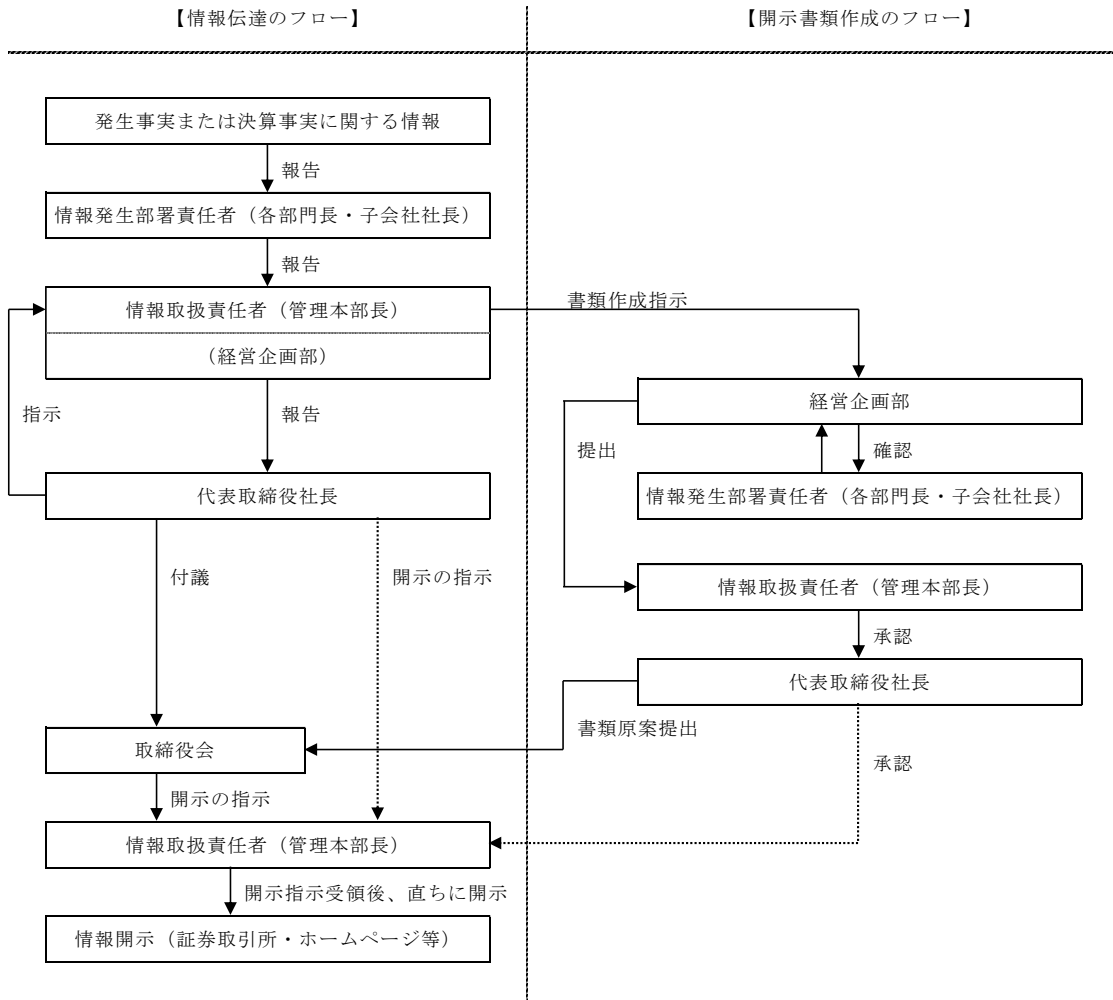 【情報伝達のフロー】
【開示書類作成のフロー】
発生事実または決算事実に関する情報
報告
情報発生部署責任者（各部門長・子会社社長）
報告
情報取扱責任者（管理本部長）
（経営企画部）
書類作成指示
指示
報告
代表取締役社長
経営企画部
提出
確認
情報発生部署責任者（各部門長・子会社社長）
付議
開示の指示
情報取扱責任者（管理本部長）
承認
代表取締役社長
書類原案提出
取締役会
承認
開示の指示
情報取扱責任者（管理本部長）
開示指示受領後、直ちに開示
情報開示（証券取引所・ホームページ等）